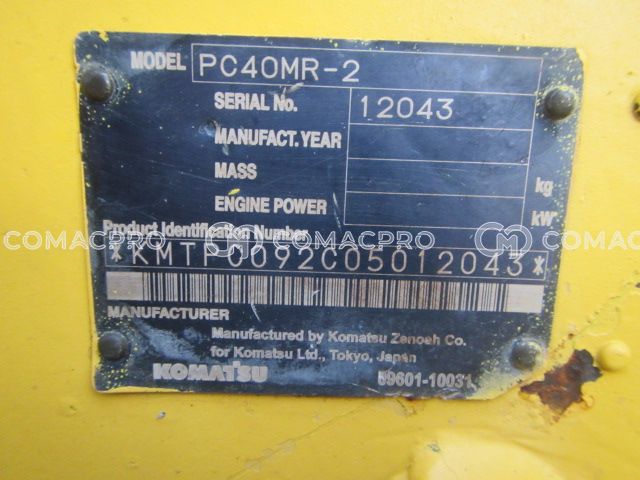 MODEL PC40MR-2
SERIAL No. 12043
MANUFACT.YEAR
MASS kg
ENGINE POWER kW
Product Identification Number
COMACPRO COMACPRO COMACPRO
*KMTPC092C05012043*
MANUFACTURER
Manufactured by Komatsu Zenoah Co.
for Komatsu Ltd., Tokyo, Japan
KOMATSU 69601-10031